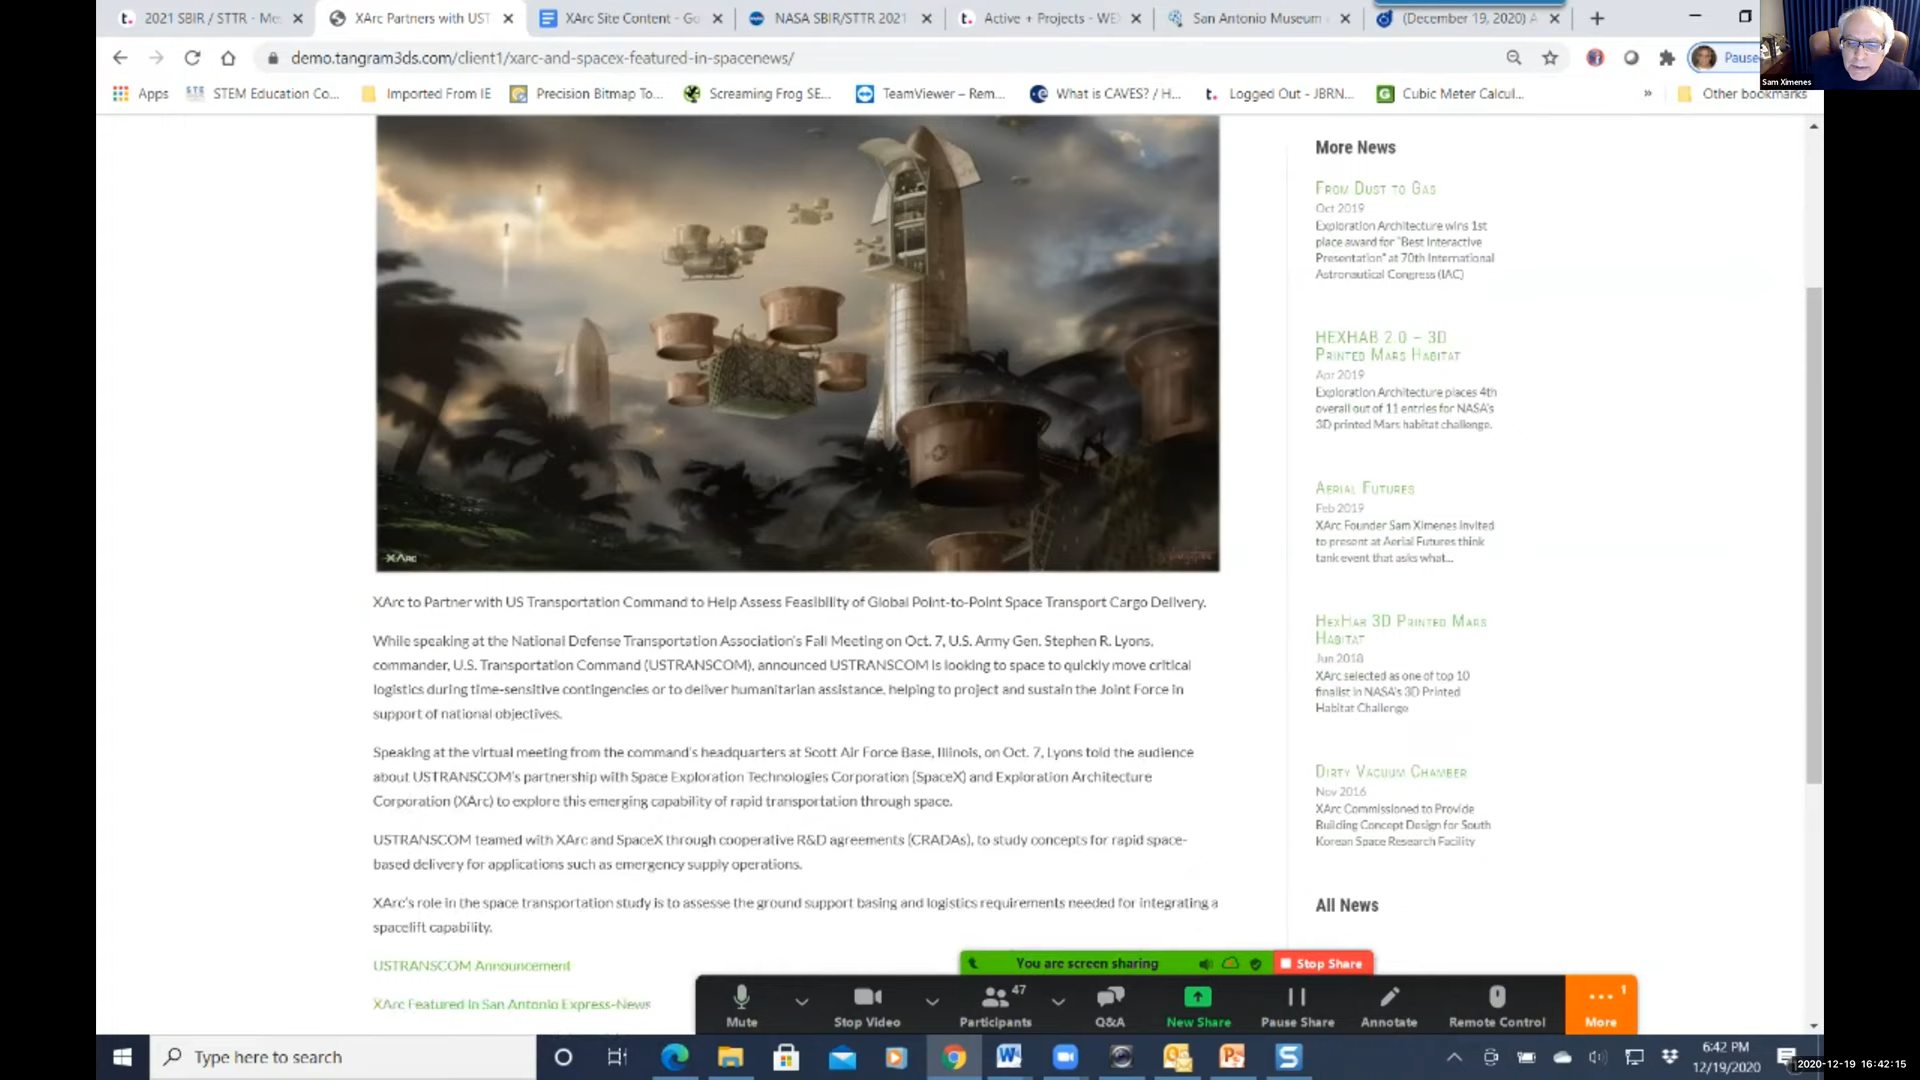 2021 SBIR / STTR - Me
XArc Partners with UST
XArc Site Content - Go
NASA SBIR/STTR 2021
Active + Projects - WE
San Antonio Museum
(December 19, 2020) A
demo.tangram3ds.com/client1/xarc-and-spacex-featured-in-spacenews/
Pause
Sam Ximenes
Apps
STEM Education Co...
Imported From IE
Precision Bitmap To...
Screaming Frog SE...
TeamViewer – Rem...
What is CAVES? / H...
Logged Out - JBRN...
Cubic Meter Calcul...
»
Other bookmarks
XArc
XArc to Partner with US Transportation Command to Help Assess Feasibility of Global Point-to-Point Space Transport Cargo Delivery.
While speaking at the National Defense Transportation Association's Fall Meeting on Oct. 7, U.S. Army Gen. Stephen R. Lyons,
commander, U.S. Transportation Command (USTRANSCOM), announced USTRANSCOM is looking to space to quickly move critical
logistics during time-sensitive contingencies or to deliver humanitarian assistance, helping to project and sustain the Joint Force in
support of national objectives.
Speaking at the virtual meeting from the command's headquarters at Scott Air Force Base, Illinois, on Oct. 7, Lyons told the audience
about USTRANSCOM's partnership with Space Exploration Technologies Corporation (SpaceX) and Exploration Architecture
Corporation (XArc) to explore this emerging capability of rapid transportation through space.
USTRANSCOM teamed with XArc and SpaceX through cooperative R&D agreements (CRADAs), to study concepts for rapid space-
based delivery for applications such as emergency supply operations.
XArc's role in the space transportation study is to assesse the ground support basing and logistics requirements needed for integrating a
spacelift capability.
USTRANSCOM Announcement
XArc Featured in San Antonio Express-News
More News
From Dust to Gas
Oct 2019
Exploration Architecture wins 1st
place award for "Best Interactive
Presentation" at 70th International
Astronautical Congress (IAC)
HEXHAB 2.0 – 3D
Printed Mars Habitat
Apr 2019
Exploration Architecture places 4th
overall out of 11 entries for NASA's
3D printed Mars habitat challenge.
Aerial Futures
Feb 2019
XArc Founder Sam Ximenes invited
to present at Aerial Futures think
tank event that asks what...
HexHab 3D Printed Mars
Habitat
Jun 2018
XArc selected as one of top 10
finalist in NASA's 3D Printed
Habitat Challenge
Dirty Vacuum Chamber
Nov 2016
XArc Commissioned to Provide
Building Concept Design for South
Korean Space Research Facility
All News
You are screen sharing
Stop Share
Mute
Stop Video
Participants
47
Q&A
New Share
Pause Share
Annotate
Remote Control
More
1
Type here to search
6:42 PM
12/19/2020
2020-12-19 16:42:15